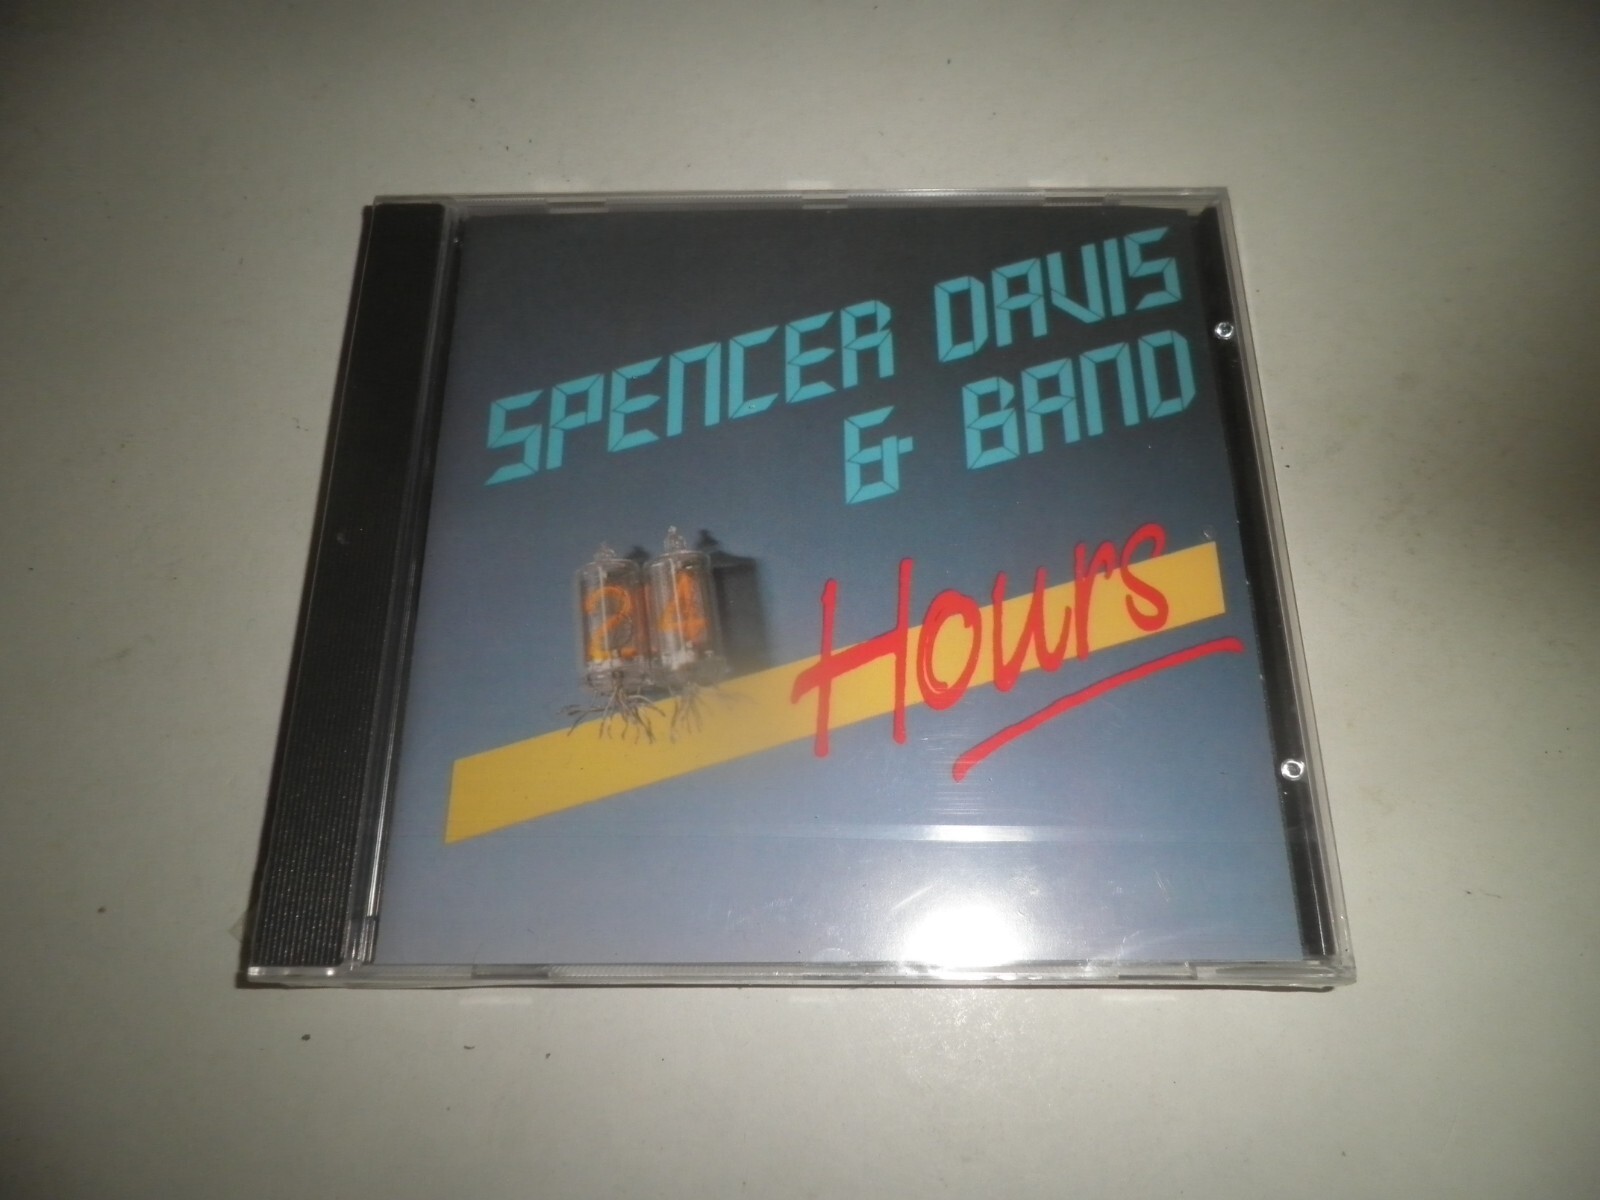 SPENCER DAVIS
& BAND
24 Hours